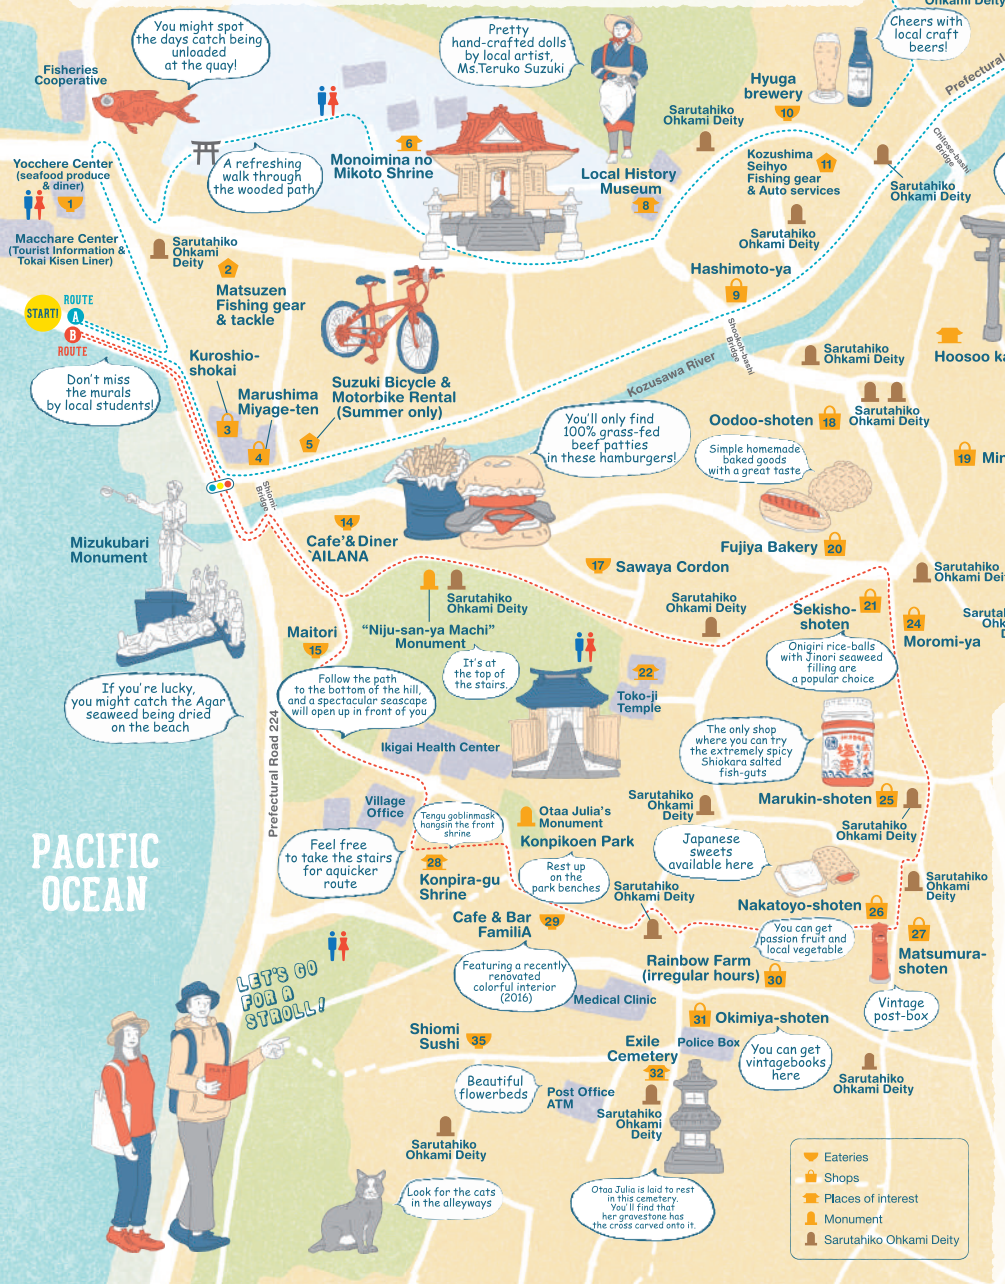 Ohkami Deity
You might spot
the days catch being
unloaded
at the quay!
Pretty
hand-crafted dolls
by local artist,
Ms.Teruko Suzuki
Cheers with
local craft
beers!
Prefectural
Fisheries
Cooperative
Hyuga
brewery
10
Sarutahiko
Ohkami Deity
Chitose-bashi
Bridge
6
Monoimina no
Mikoto Shrine
A refreshing
walk through
the wooded path
Yocchere Center
(seafood produce
& diner)
1
Local History
Museum
8
Kozushima
Seihyo
Fishing gear
& Auto services
11
Sarutahiko
Ohkami Deity
Sarutahiko
Ohkami Deity
Macchare Center
(Tourist Information &
Tokai Kisen Liner)
Sarutahiko
Ohkami
Deity
2
Matsuzen
Fishing gear
& tackle
Hashimoto-ya
9
START!
ROUTE
A
B
ROUTE
Shookoh-bashi
Bridge
Kozusawa River
Sarutahiko
Ohkami Deity
Hoosoo ka
Don't miss
the murals
by local students!
Kuroshio-
shokai
3
Marushima
Miyage-ten
4
Suzuki Bicycle &
Motorbike Rental
(Summer only)
5
You'll only find
100% grass-fed
beef patties
in these hamburgers!
Oodoo-shoten
18
Sarutahiko
Ohkami Deity
Simple homemade
baked goods
with a great taste
19
Mir
Shiomi-
Bridge
14
Cafe'& Diner
`AILANA
Mizukubari
Monument
Fujiya Bakery
20
17
Sawaya Cordon
Sarutahiko
Ohkami Dei
Sarutahiko
Ohkami Deity
"Niju-san-ya Machi"
Monument
Sarutahiko
Ohkami Deity
Sekisho-
shoten
21
24
Moromi-ya
Sarutal
Ohk
D
Maitori
15
It's at
the top of
the stairs.
Onigiri rice-balls
with Jinori seaweed
filling are
a popular choice
22
Toko-ji
Temple
Follow the path
to the bottom of the hill,
and a spectacular seascape
will open up in front of you
If you're lucky,
you might catch the Agar
seaweed being dried
on the beach
Prefectural Road 224
Ikigai Health Center
The only shop
where you can try
the extremely spicy
Shiokara salted
fish-guts
塩辛
Marukin-shoten
25
Village
Office
Tengu goblinmask
hangsin the front
shrine
Otaa Julia's
Monument
Konpikoen Park
Sarutahiko
Ohkami
Deity
Sarutahiko
Ohkami Deity
PACIFIC
OCEAN
Feel free
to take the stairs
for aquicker
route
28
Konpira-gu
Shrine
Rest up
on the
park benches
Japanese
sweets
available here
Sarutahiko
Ohkami Deity
Sarutahiko
Ohkami
Deity
Nakatoyo-shoten
26
Cafe & Bar
FamiliA
29
You can get
passion fruit and
local vegetable
27
Matsumura-
shoten
Featuring a recently
renovated
colorful interior
(2016)
Rainbow Farm
(irregular hours)
30
LET'S GO
FOR A
STROLL!
Medical Clinic
Vintage
post-box
31
Okimiya-shoten
Shiomi
Sushi
35
Exile
Cemetery
32
Police Box
You can get
vintagebooks
here
MAP
Beautiful
flowerbeds
Post Office
ATM
Sarutahiko
Ohkami
Deity
Sarutahiko
Ohkami Deity
Sarutahiko
Ohkami Deity
Look for the cats
in the alleyways
Otaa Julia is laid to rest
in this cemetery.
You'll find that
her gravestone has
the cross carved onto it.
Eateries
Shops
Places of interest
Monument
Sarutahiko Ohkami Deity